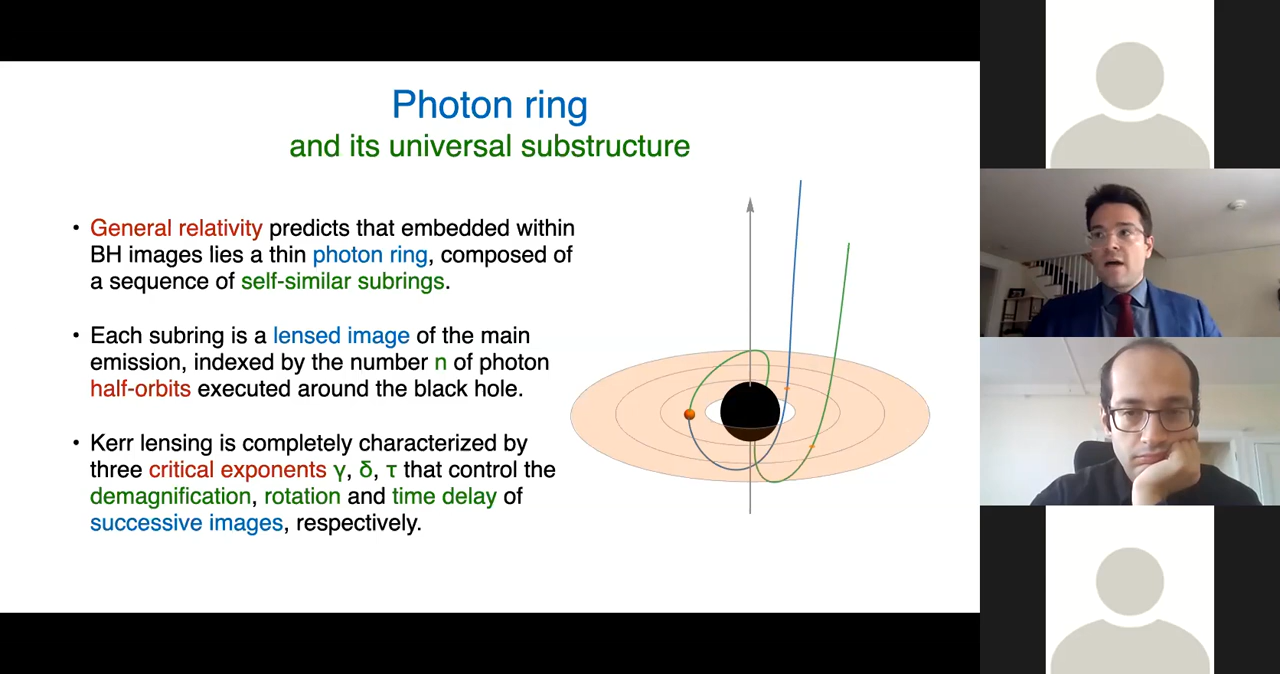 Photon ring
and its universal substructure
• General relativity predicts that embedded within
BH images lies a thin photon ring, composed of
a sequence of self-similar subrings.
• Each subring is a lensed image of the main
emission, indexed by the number n of photon
half-orbits executed around the black hole.
• Kerr lensing is completely characterized by
three critical exponents γ, δ, τ that control the
demagnification, rotation and time delay of
successive images, respectively.